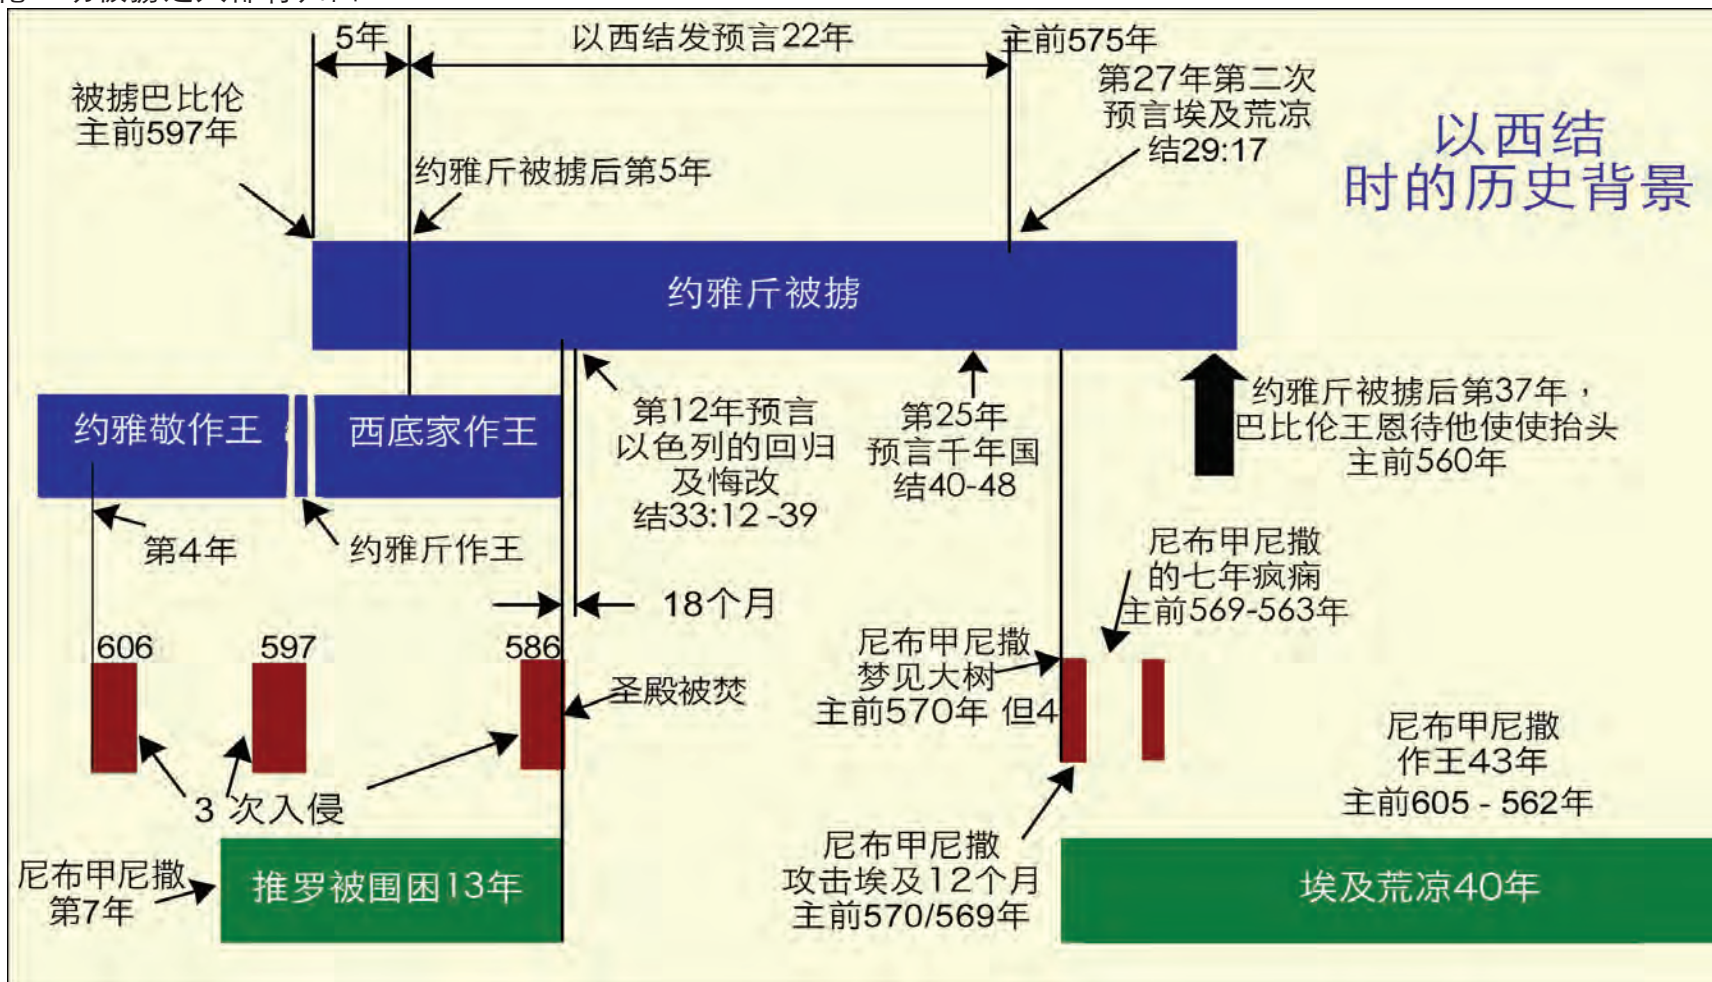 5年
以西结发预言22年
主前575年
被掳巴比伦
主前597年
第27年第二次
预言埃及荒凉
结29:17
以西结
时的历史背景
约雅斤被掳后第5年
约雅斤被掳
约雅敬作王
西底家作王
第12年预言
以色列的回归
及悔改
结33:12 -39
第25年
预言千年国
结40-48
约雅斤被掳后第37年，
巴比伦王恩待他使使抬头
主前560年
第4年
约雅斤作王
尼布甲尼撒
的七年疯痫
主前569-563年
18个月
606
597
586
圣殿被焚
尼布甲尼撒
梦见大树
主前570年 但4
3 次入侵
尼布甲尼撒
作王43年
主前605 - 562年
尼布甲尼撒
第7年
推罗被围困13年
尼布甲尼撒
攻击埃及12个月
主前570/569年
埃及荒凉40年